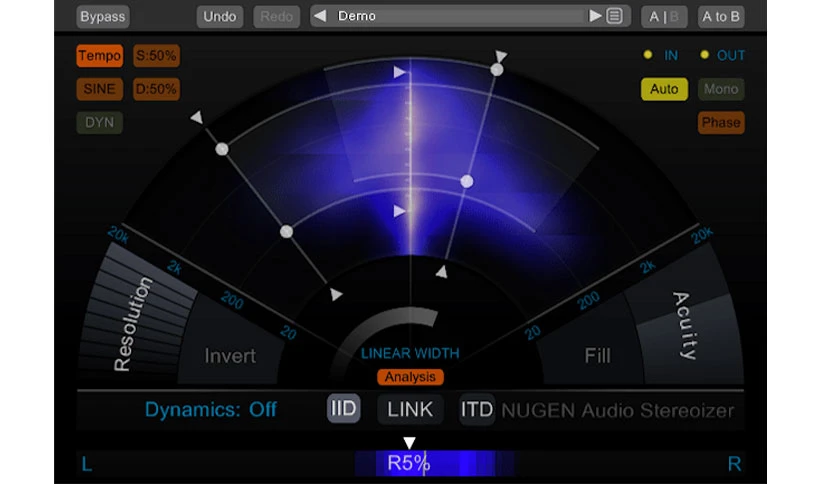 Bypass Undo Redo Demo A | B A to B
Tempo S:50% IN OUT
SINE D:50% Auto Mono
DYN Phase
20k 2k 200 20 20 200 2k 20k
Resolution Invert Fill Acuity
LINEAR WIDTH
Analysis
Dynamics: Off IID LINK ITD NUGEN Audio Stereoizer
L R5% R